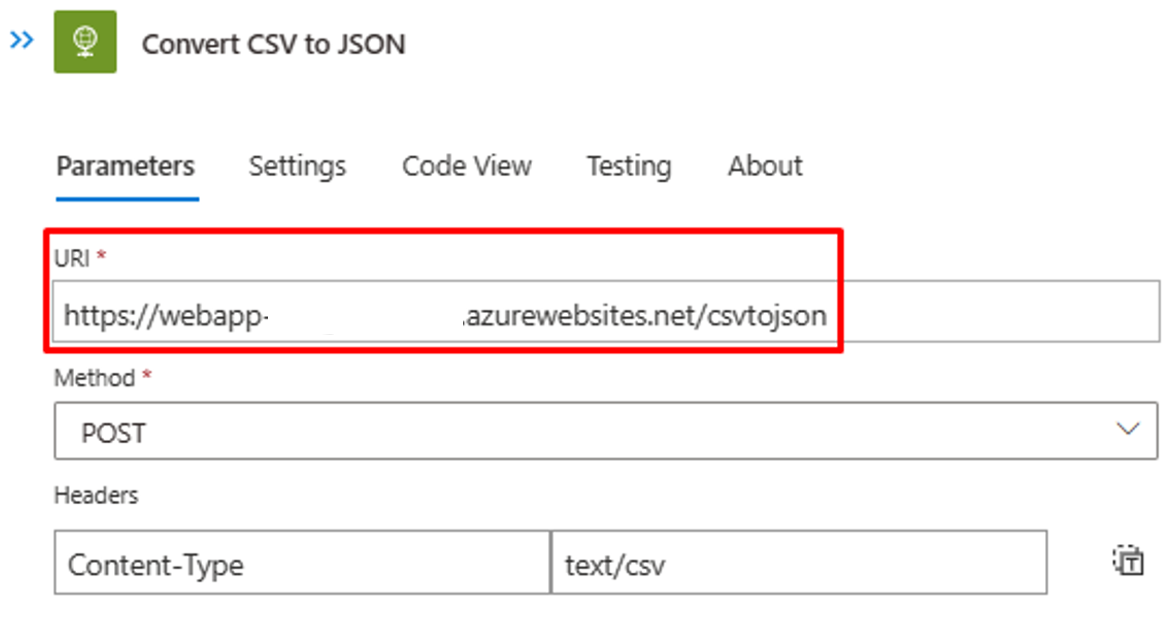 Convert CSV to JSON
Parameters Settings Code View Testing About
URI *
https://webapp- .azurewebsites.net/csvtojson
Method *
POST
Headers
Content-Type text/csv